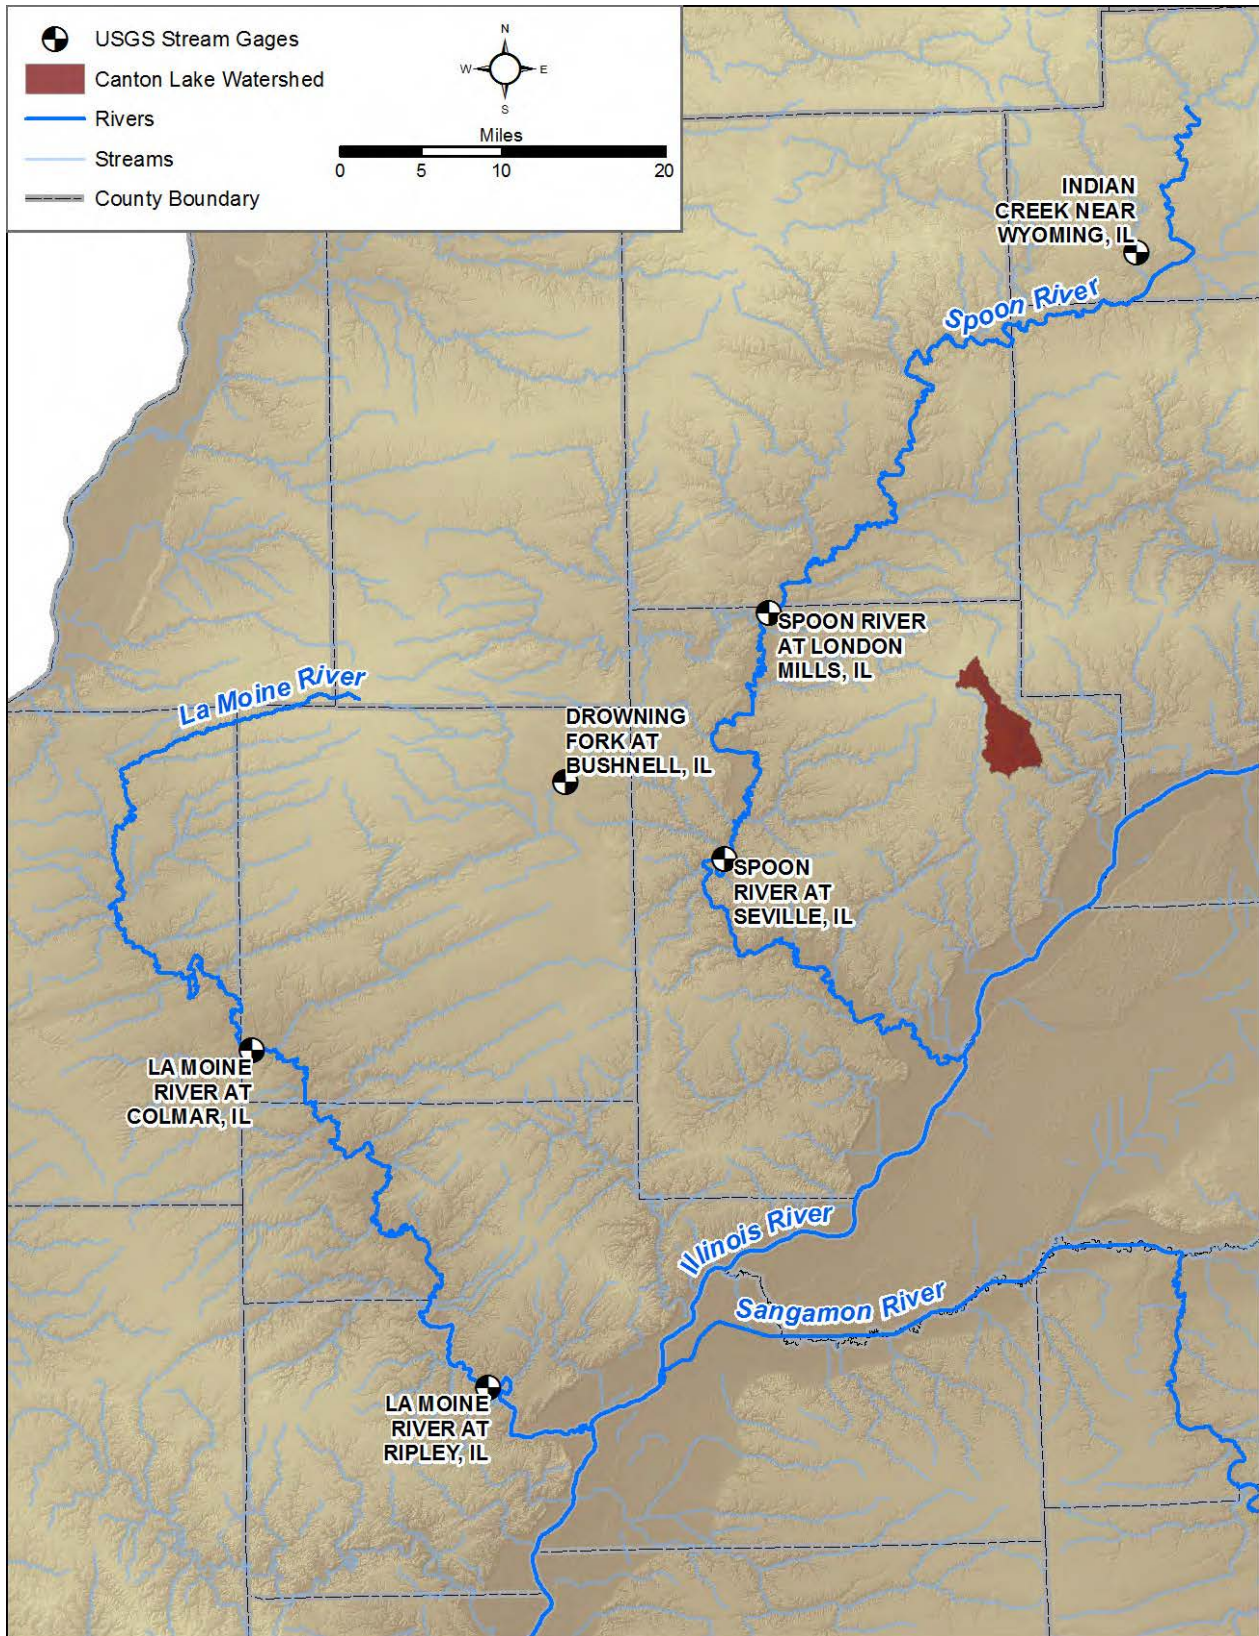 USGS Stream Gages
Canton Lake Watershed
Rivers
Streams
County Boundary
N
W E
S
Miles
0 5 10 20
INDIAN
CREEK NEAR
WYOMING, IL
Spoon River
SPOON RIVER
AT LONDON
MILLS, IL
La Moine River
DROWNING
FORK AT
BUSHNELL, IL
SPOON
RIVER AT
SEVILLE, IL
LA MOINE
RIVER AT
COLMAR, IL
Illinois River
Sangamon River
LA MOINE
RIVER AT
RIPLEY, IL